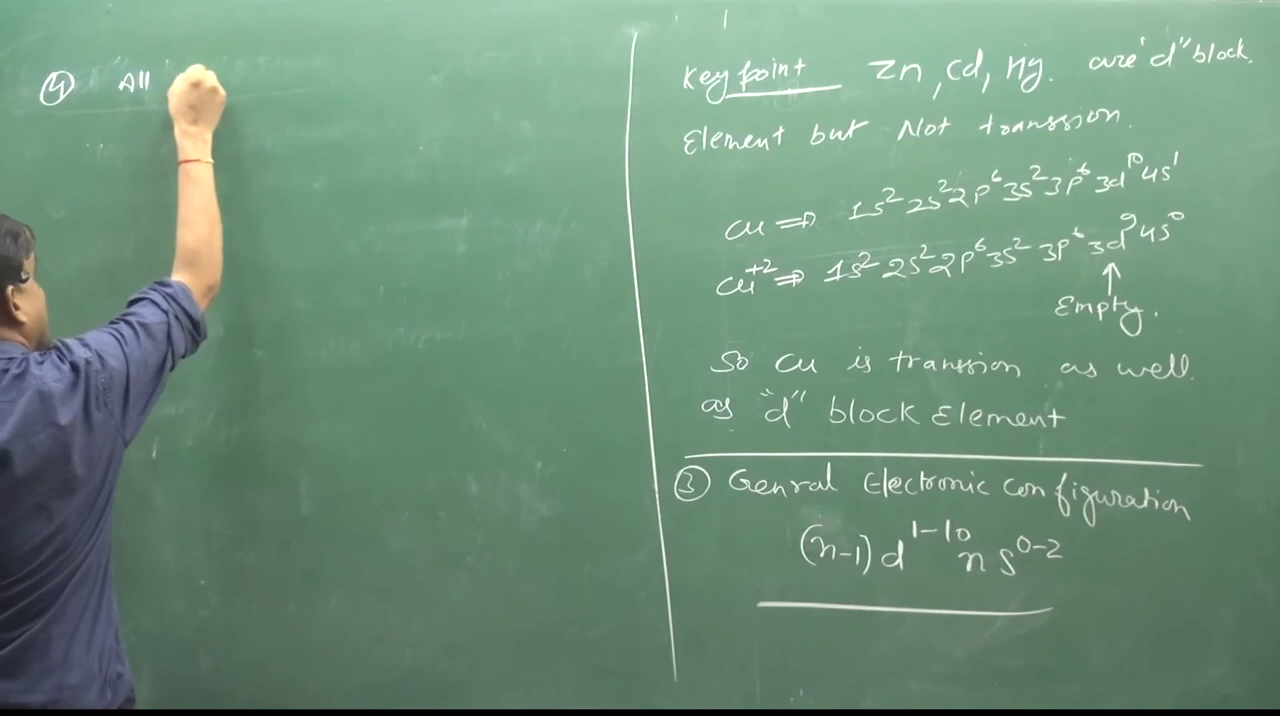 ④ All
Key point Zn, Cd, Hg. are "d" block.
Element but Not transsion.
Cu ⇒ 1s² 2s² 2p⁶ 3s² 3p⁶ 3d¹⁰ 4s¹
Cu⁺² ⇒ 1s² 2s² 2p⁶ 3s² 3p⁶ 3d⁹ 4s⁰
↑
Empty.
So Cu is transion as well.
as "d" block Element
③ Genral Electronic configuration
(n-1) d¹⁻¹⁰ n s⁰⁻²